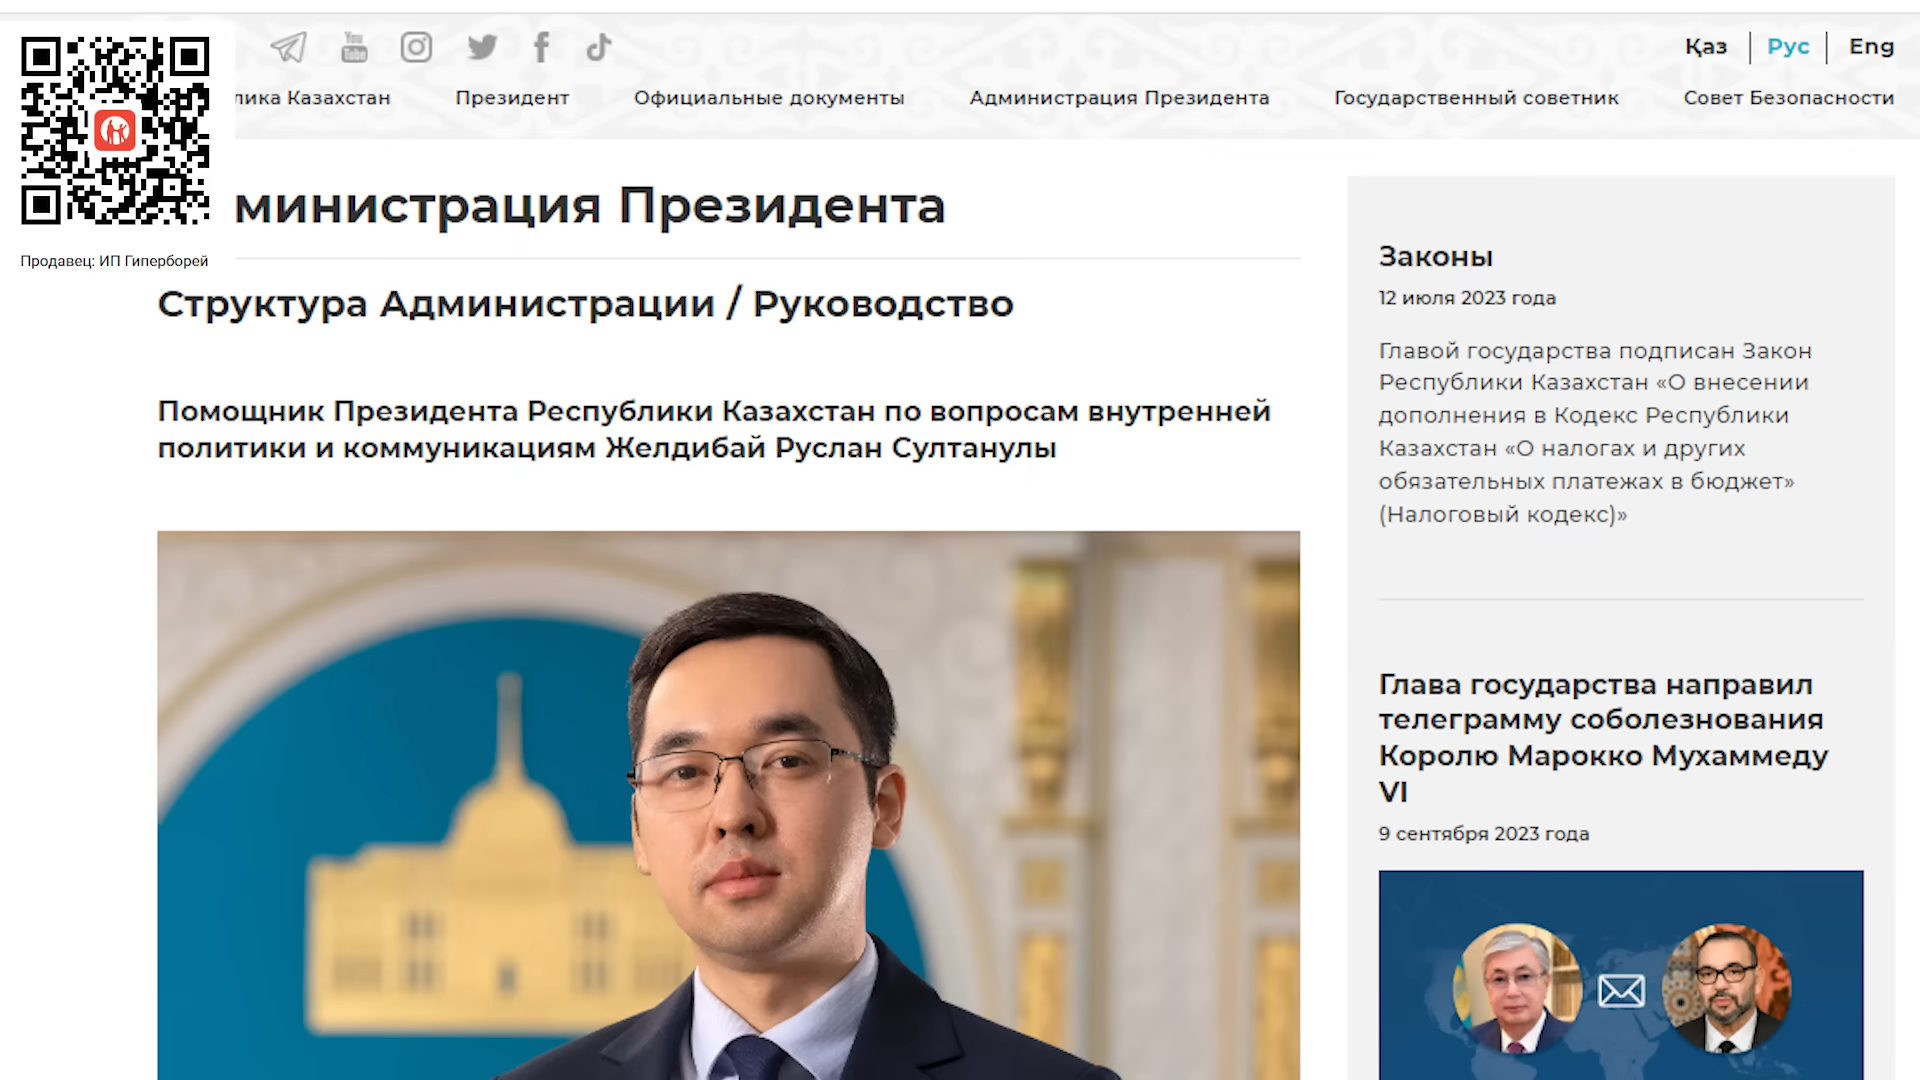 You
Tube
Қаз
Рус
Eng
лика Казахстан
Президент
Официальные документы
Администрация Президента
Государственный советник
Совет Безопасности
министрация Президента
Продавец: ИП Гиперборей
Структура Администрации / Руководство
Помощник Президента Республики Казахстан по вопросам внутренней
политики и коммуникациям Желдибай Руслан Султанулы
Законы
12 июля 2023 года
Главой государства подписан Закон
Республики Казахстан «О внесении
дополнения в Кодекс Республики
Казахстан «О налогах и других
обязательных платежах в бюджет»
(Налоговый кодекс)»
Глава государства направил
телеграмму соболезнования
Королю Марокко Мухаммеду
VI
9 сентября 2023 года